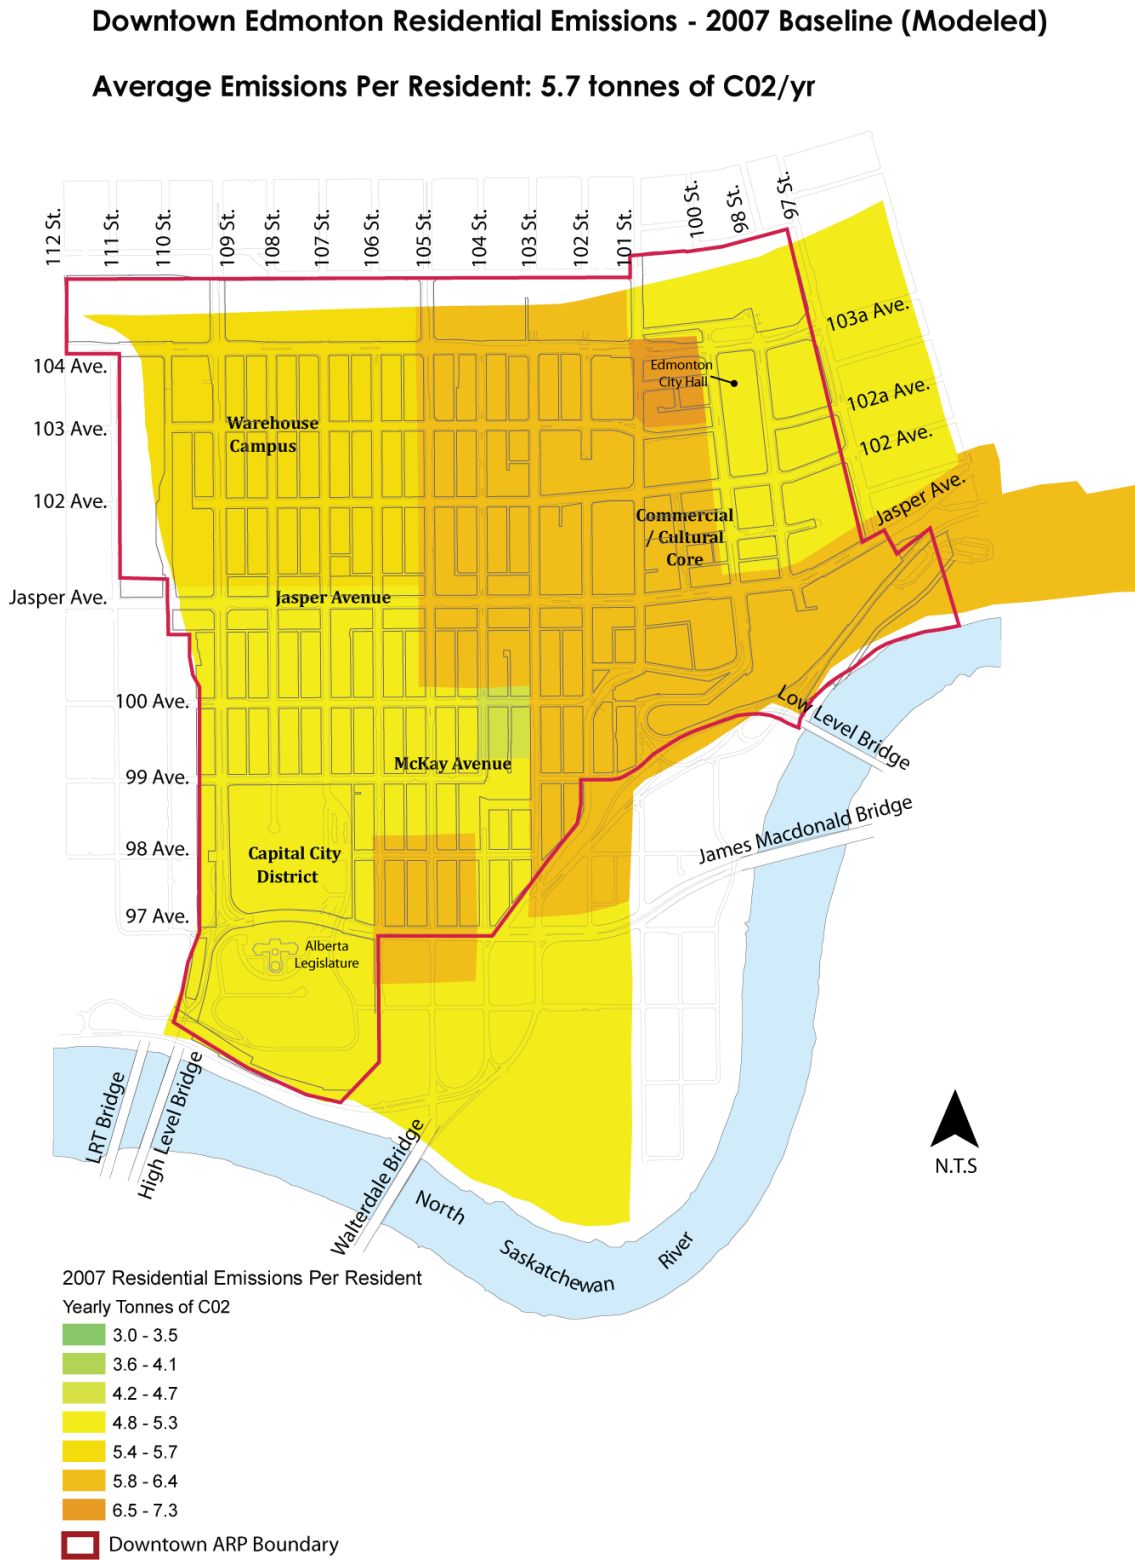 Downtown Edmonton Residential Emissions - 2007 Baseline (Modeled)
Average Emissions Per Resident: 5.7 tonnes of C02/yr
112 St.
111 St.
110 St.
109 St.
108 St.
107 St.
106 St.
105 St.
104 St.
103 St.
102 St.
101 St.
100 St.
98 St.
97 St.
103a Ave.
104 Ave.
Edmonton
City Hall
102a Ave.
103 Ave.
Warehouse
Campus
102 Ave.
102 Ave.
Jasper Ave.
Commercial
/ Cultural
Core
Jasper Ave.
Jasper Avenue
100 Ave.
Low Level Bridge
99 Ave.
McKay Avenue
James Macdonald Bridge
98 Ave.
Capital City
District
97 Ave.
Alberta
Legislature
LRT Bridge
High Level Bridge
Walterdale Bridge
N.T.S
North
Saskatchewan
River
2007 Residential Emissions Per Resident
Yearly Tonnes of C02
3.0 - 3.5
3.6 - 4.1
4.2 - 4.7
4.8 - 5.3
5.4 - 5.7
5.8 - 6.4
6.5 - 7.3
Downtown ARP Boundary